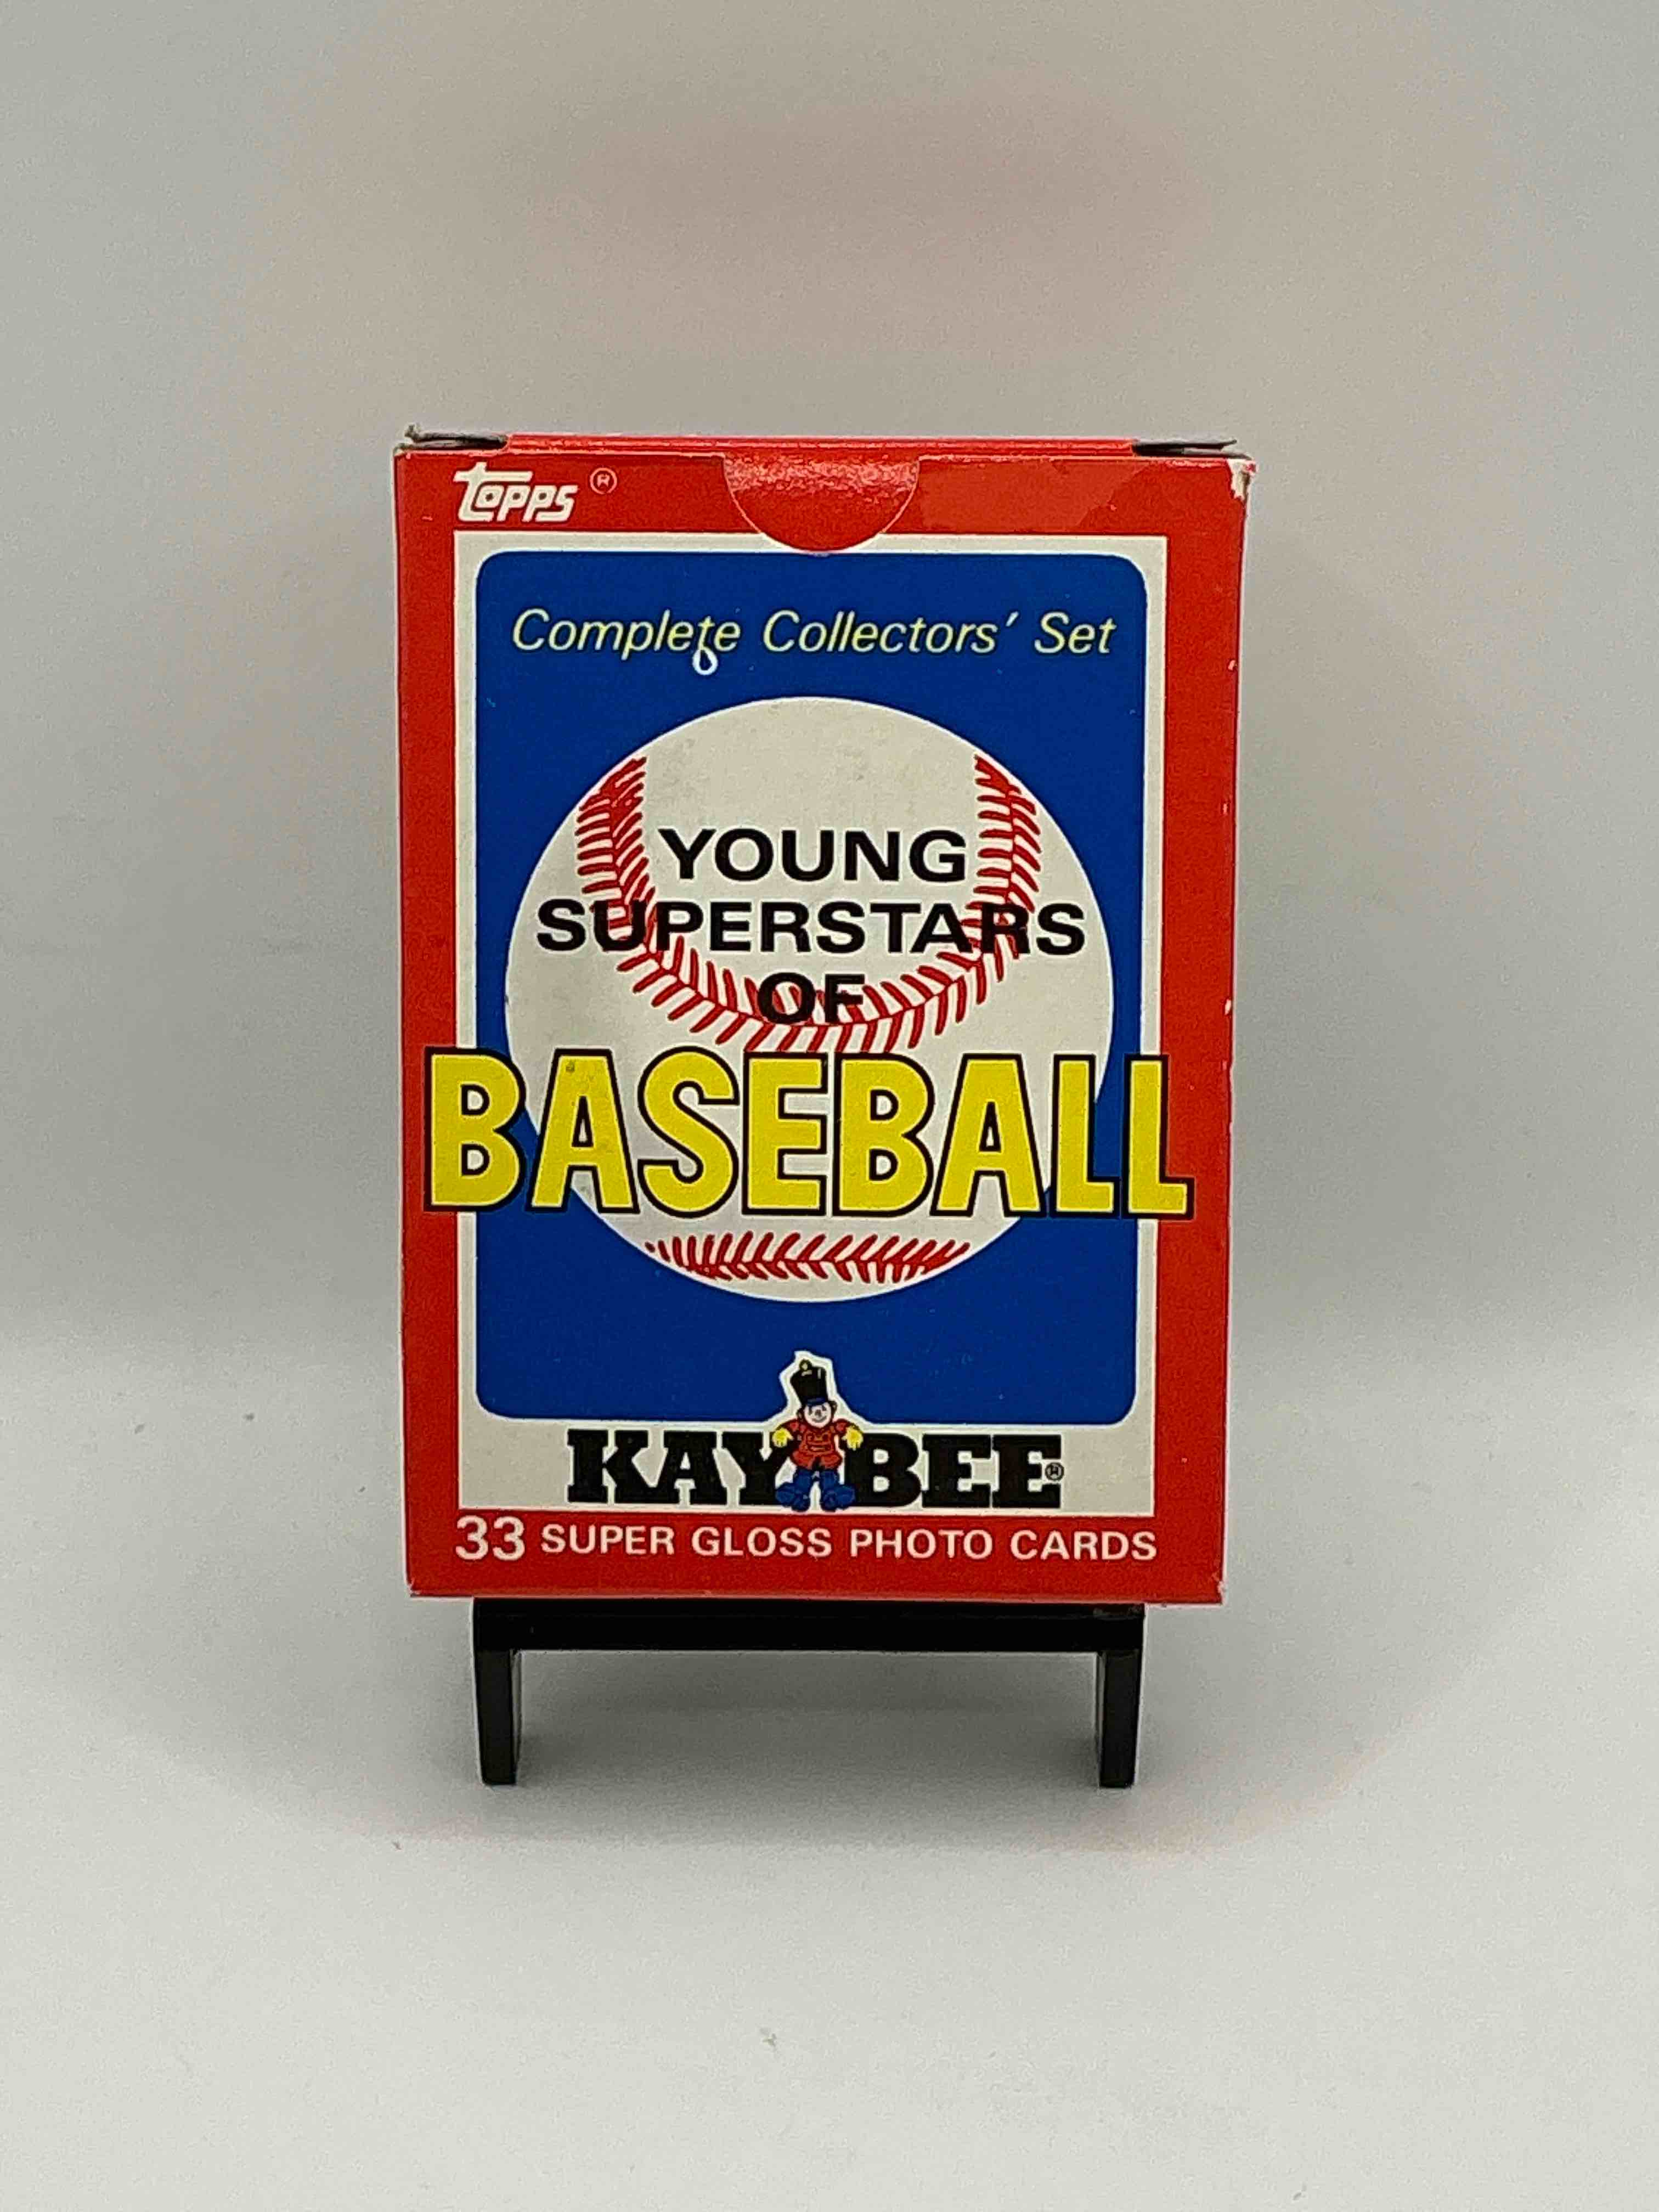 Topps ®
Complete Collectors' Set
YOUNG
SUPERSTARS
OF
BASEBALL
KAY BEE®
33 SUPER GLOSS PHOTO CARDS